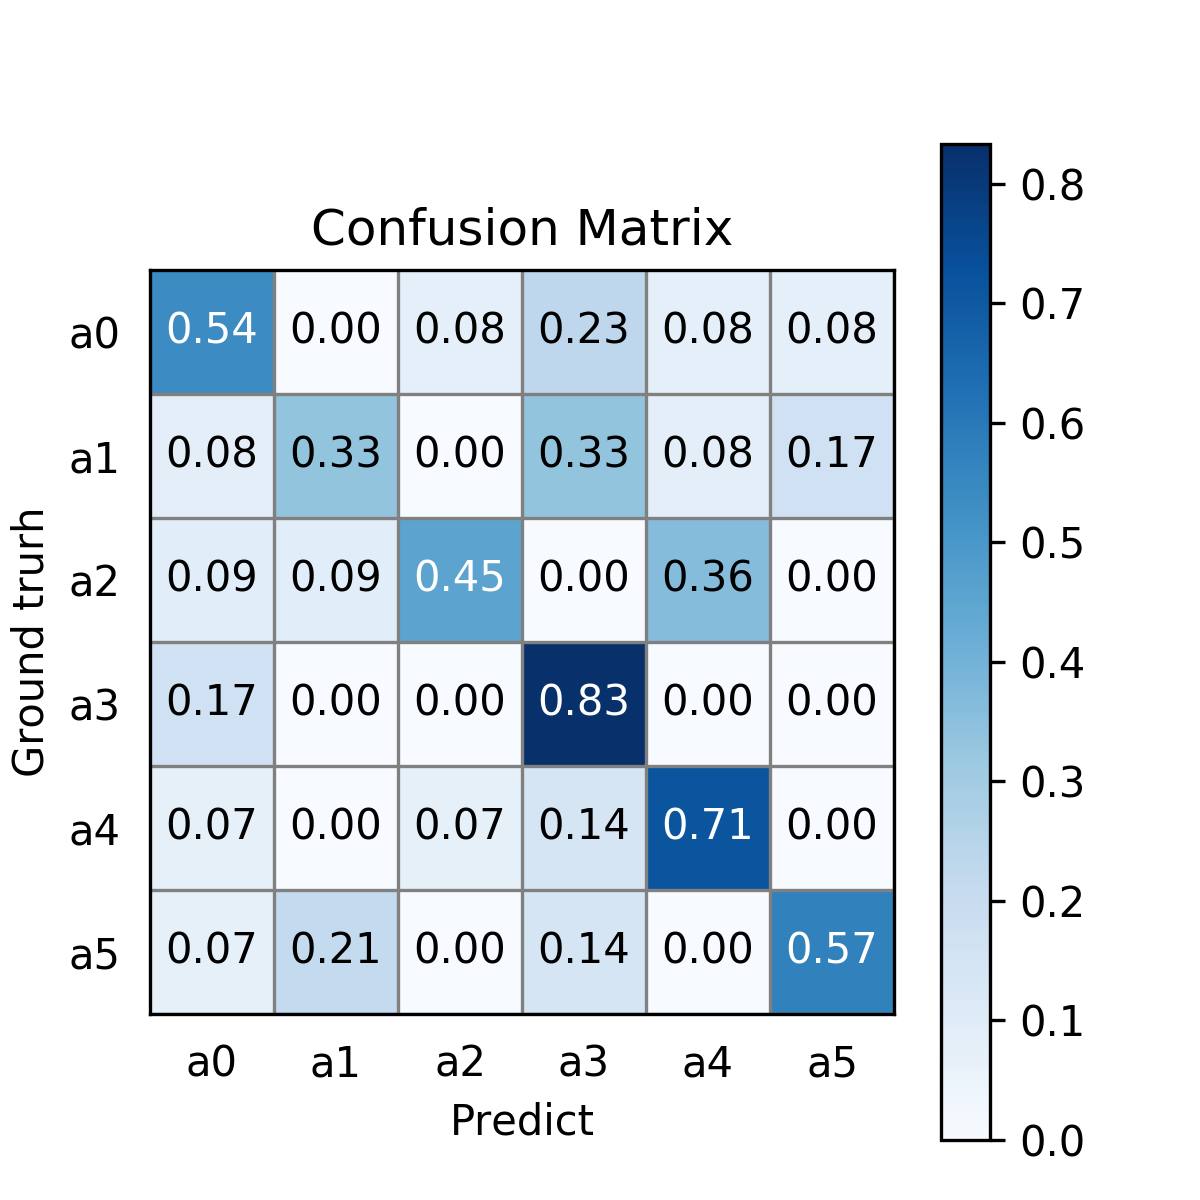 Confusion Matrix
a0 0.54 0.00 0.08 0.23 0.08 0.08
a1 0.08 0.33 0.00 0.33 0.08 0.17
a2 0.09 0.09 0.45 0.00 0.36 0.00
a3 0.17 0.00 0.00 0.83 0.00 0.00
a4 0.07 0.00 0.07 0.14 0.71 0.00
a5 0.07 0.21 0.00 0.14 0.00 0.57
a0 a1 a2 a3 a4 a5
Predict
Ground trurh
0.8
0.7
0.6
0.5
0.4
0.3
0.2
0.1
0.0